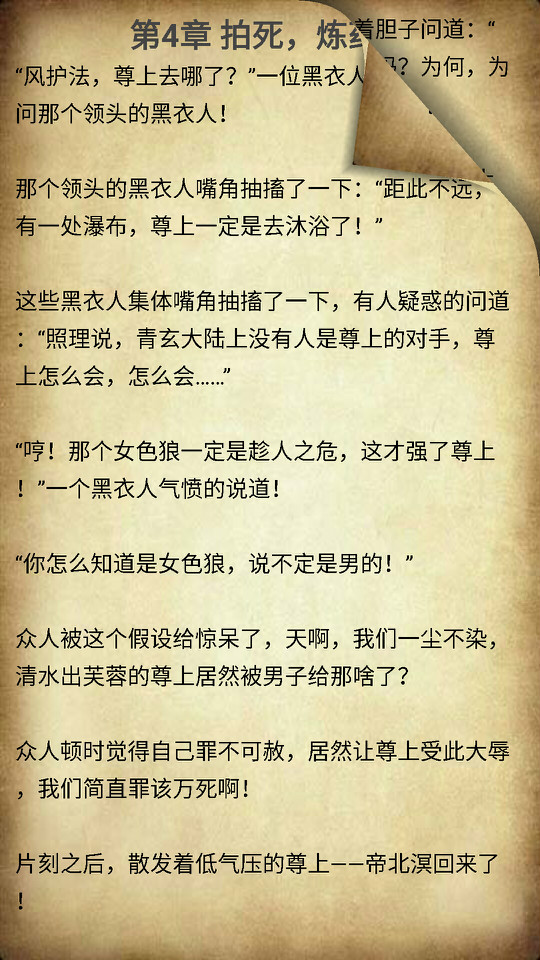 第4章 拍死，炼
着胆子问道：“
“风护法，尊上去哪了？”一位黑衣人
吗？为何，为
问那个领头的黑衣人！
那个领头的黑衣人嘴角抽搐了一下：“距此不远，
有一处瀑布，尊上一定是去沐浴了！”
这些黑衣人集体嘴角抽搐了一下，有人疑惑的问道
：“照理说，青玄大陆上没有人是尊上的对手，尊
上怎么会，怎么会……”
“哼！那个女色狼一定是趁人之危，这才强了尊上
！”一个黑衣人气愤的说道！
“你怎么知道是女色狼，说不定是男的！”
众人被这个假设给惊呆了，天啊，我们一尘不染，
清水出芙蓉的尊上居然被男子给那啥了？
众人顿时觉得自己罪不可赦，居然让尊上受此大辱
，我们简直罪该万死啊！
片刻之后，散发着低气压的尊上——帝北溟回来了
！